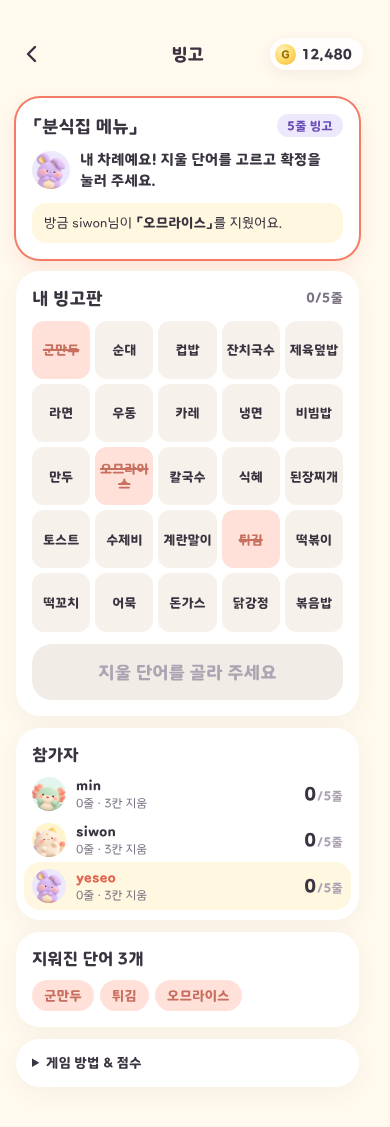 빙고
G 12,480
「분식집 메뉴」
5줄 빙고
내 차례예요! 지울 단어를 고르고 확정을
눌러 주세요.
방금 siwon님이 「오므라이스」를 지웠어요.
내 빙고판
0/5줄
군만두 순대 컵밥 잔치국수 제육덮밥
라면 우동 카레 냉면 비빔밥
만두 오므라이스 칼국수 식혜 된장찌개
토스트 수제비 계란말이 튀김 떡볶이
떡꼬치 어묵 돈가스 닭강정 볶음밥
지울 단어를 골라 주세요
참가자
min
0줄 · 3칸 지움
0/5줄
siwon
0줄 · 3칸 지움
0/5줄
yeseo
0줄 · 3칸 지움
0/5줄
지워진 단어 3개
군만두 튀김 오므라이스
▶ 게임 방법 & 점수